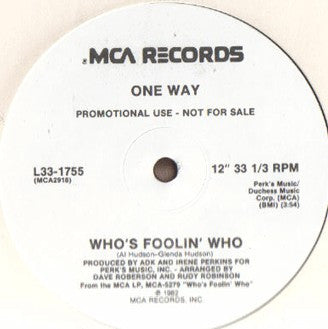 MCA RECORDS
ONE WAY
PROMOTIONAL USE - NOT FOR SALE
L33-1755
(MCA2916)
12" 33 1/3 RPM
Perk's Music/
Duchess Music
Corp. (MCA)
(BMI) (3:54)
WHO'S FOOLIN' WHO
(Al Hudson-Glenda Hudson)
PRODUCED BY ADK AND IRENE PERKINS FOR
PERK'S MUSIC, INC. - ARRANGED BY
DAVE ROBERSON AND RUDY ROBINSON
From the MCA LP, MCA-5279 "Who's Foolin' Who"
℗ 1982
MCA RECORDS, INC.